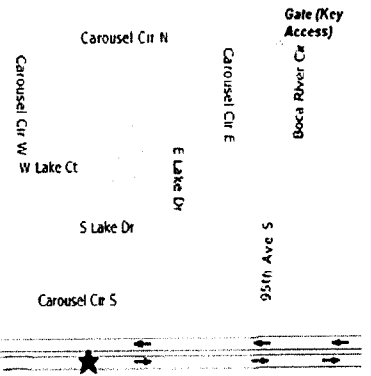 Gate (Key
Access)
Carousel Cir N
Carousel Cir W
Carousel Cir E
Boca River Cir
W Lake Ct
E Lake Dr
S Lake Dr
95th Ave S
Carousel Cir S